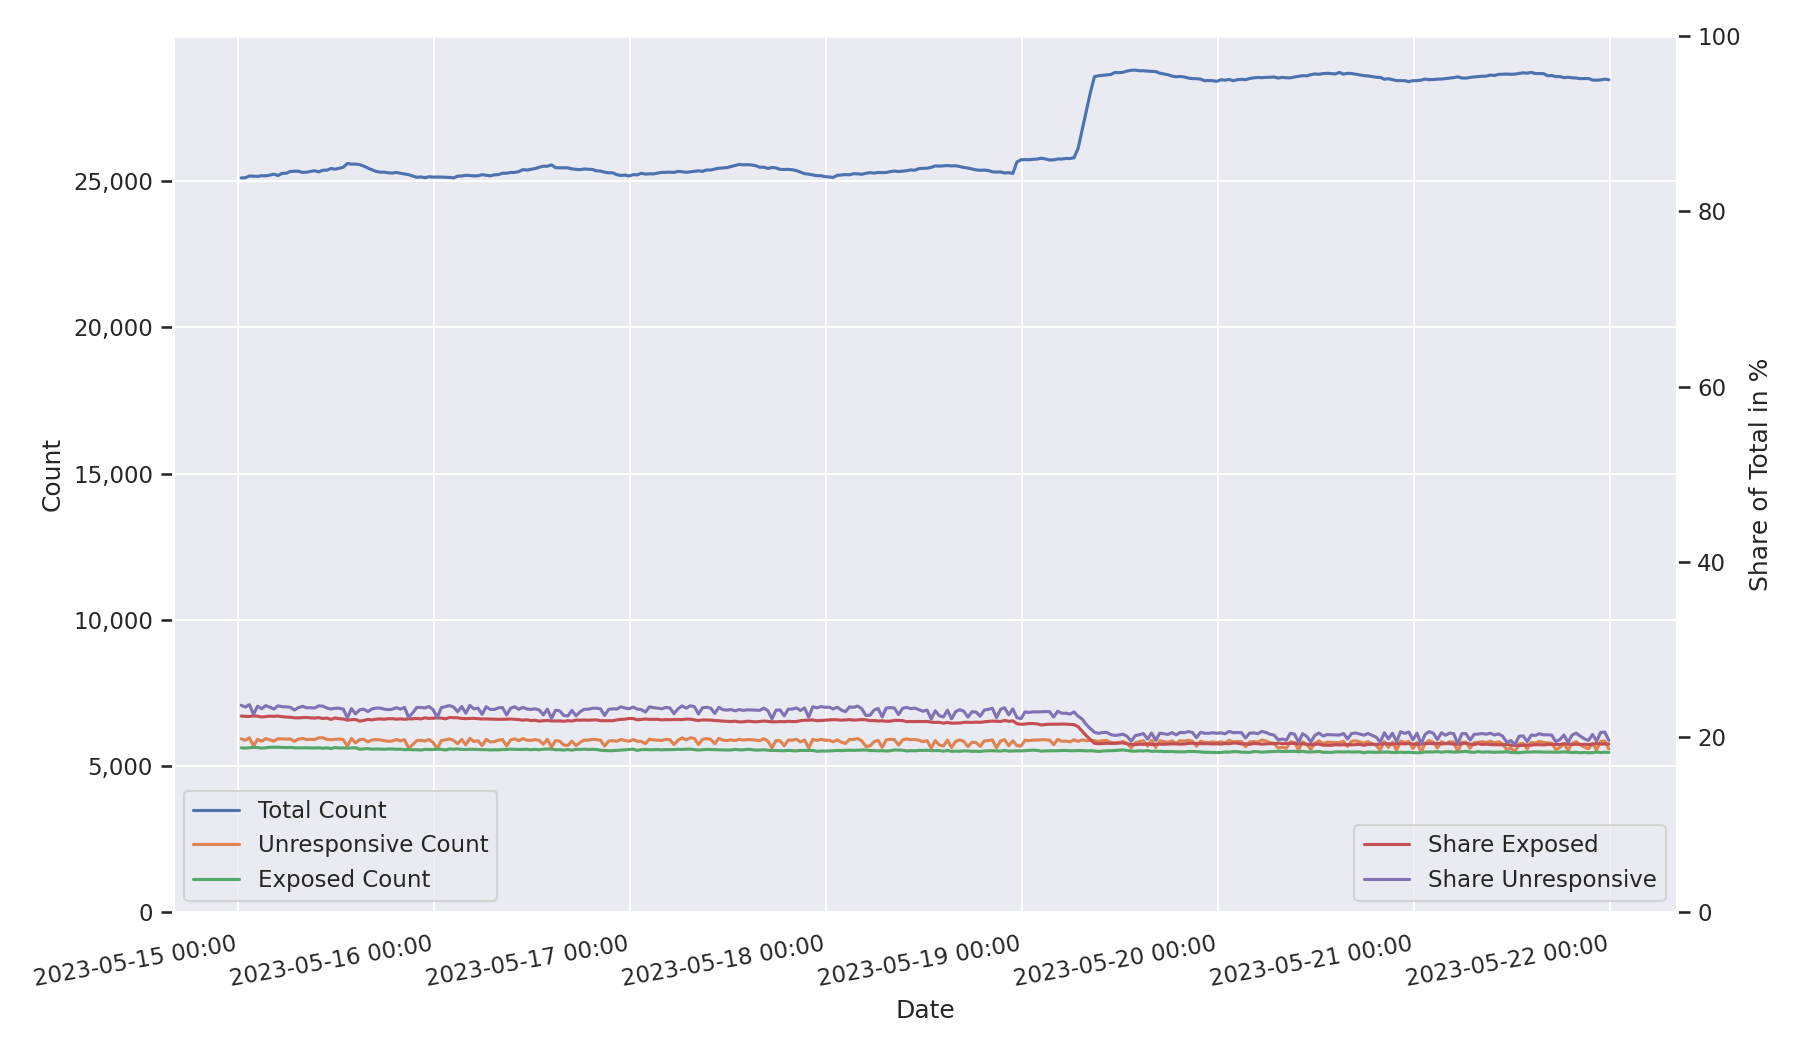 Count
25,000
20,000
15,000
10,000
5,000
0
100
80
60
40
20
0
Share of Total in %
Total Count
Unresponsive Count
Exposed Count
Share Exposed
Share Unresponsive
2023-05-15 00:00
2023-05-16 00:00
2023-05-17 00:00
2023-05-18 00:00
2023-05-19 00:00
2023-05-20 00:00
2023-05-21 00:00
2023-05-22 00:00
Date